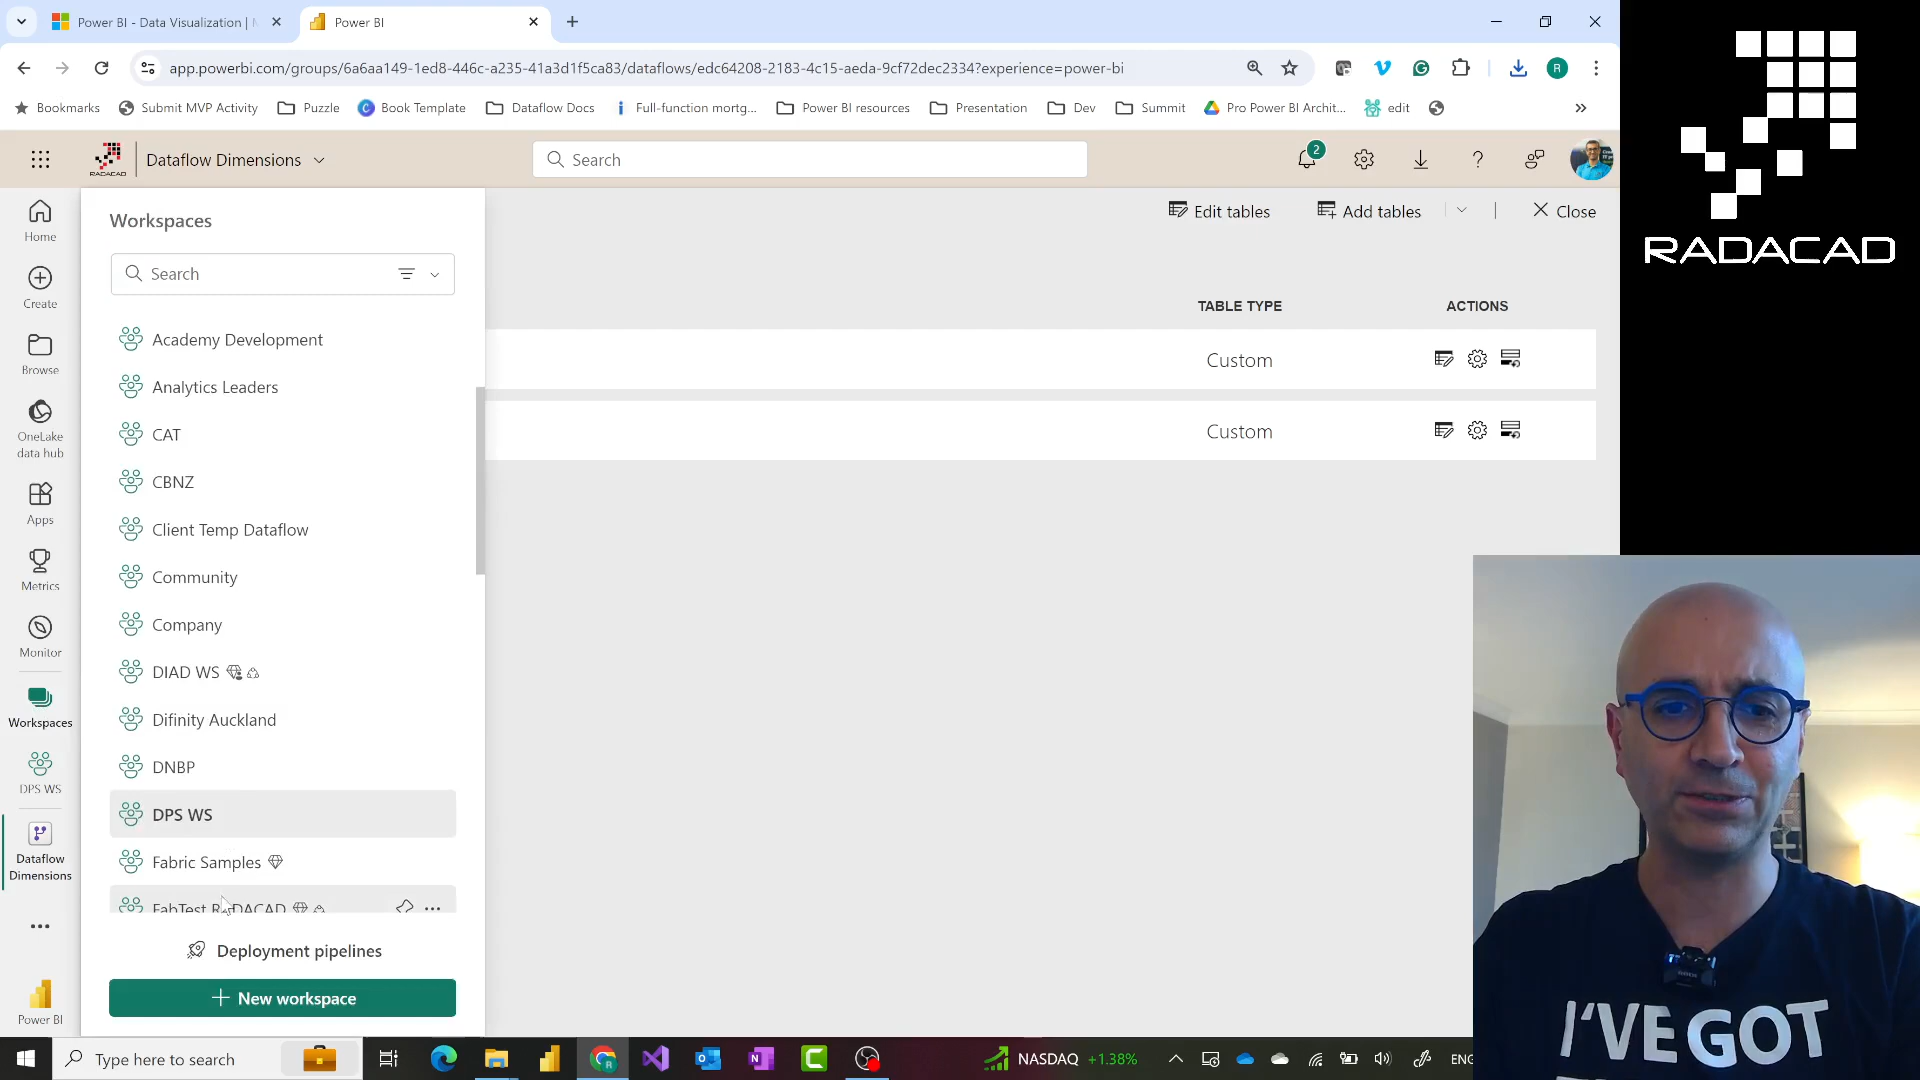 Power BI - Data Visualization |
Power BI
app.powerbi.com/groups/6a6aa149-1ed8-446c-a235-41a3d1f5ca83/dataflows/edc64208-2183-4c15-aeda-9cf72dec2334?experience=power-bi
Bookmarks
Submit MVP Activity
Puzzle
Book Template
Dataflow Docs
Full-function mortg...
Power BI resources
Presentation
Dev
Summit
Pro Power BI Archit...
edit
RADACAD
Dataflow Dimensions
Search
2
Home
Create
Browse
OneLake
data hub
Apps
Metrics
Monitor
Workspaces
DPS WS
Dataflow
Dimensions
Power BI
Workspaces
Search
Academy Development
Analytics Leaders
CAT
CBNZ
Client Temp Dataflow
Community
Company
DIAD WS
Difinity Auckland
DNBP
DPS WS
Fabric Samples
FabTest RADACAD
Deployment pipelines
New workspace
Edit tables
Add tables
Close
TABLE TYPE
ACTIONS
Custom
Custom
RADACAD
I'VE GOT
Type here to search
NASDAQ +1.38%
ENG